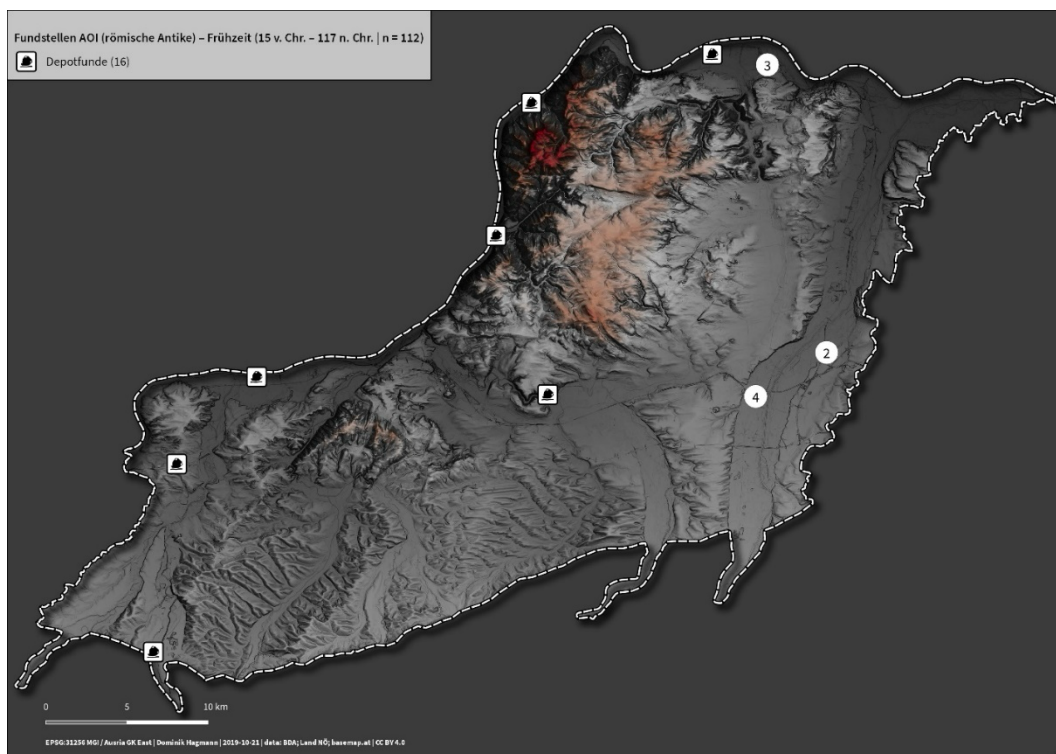 Fundstellen AOI (römische Antike) – Frühzeit (15 v. Chr. – 117 n. Chr. | n = 112)
Depotfunde (16)
3
2
4
0 5 10 km
EPSG:31256 MGI / Ausria GK East | Dominik Hagmann | 2019-10-21 | data: BDA; Land NÖ; basemap.at | CC BY 4.0